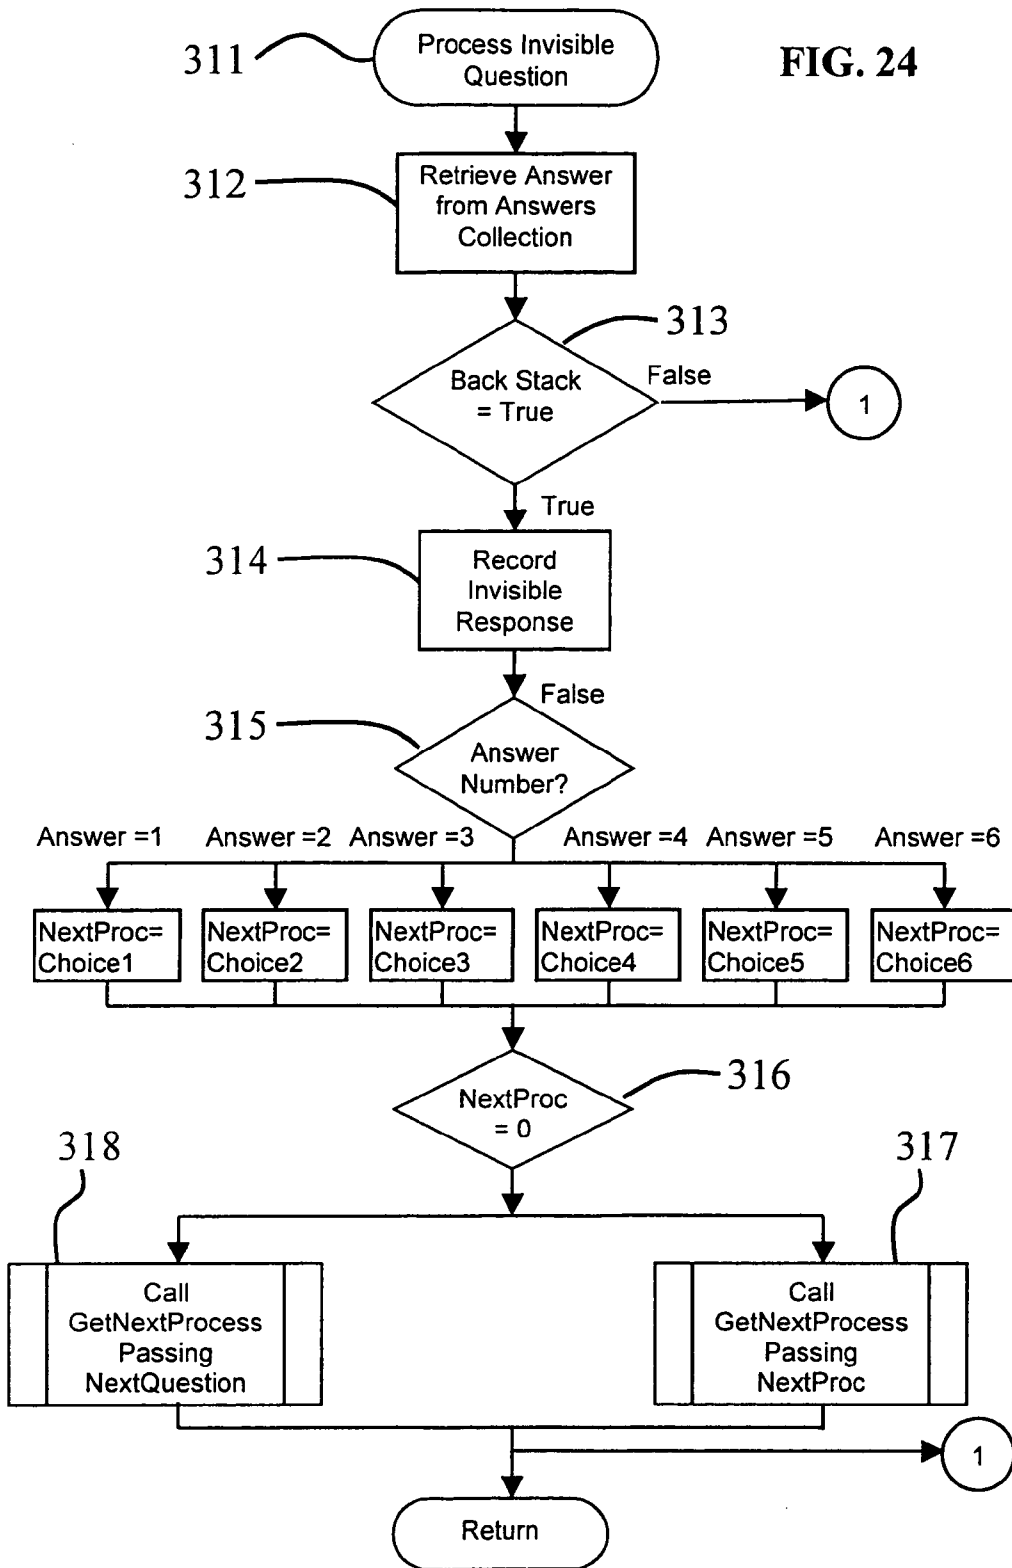 311
Process Invisible
Question
FIG. 24
312
Retrieve Answer
from Answers
Collection
313
Back Stack
= True
False
1
True
314
Record
Invisible
Response
False
315
Answer
Number?
Answer =1 Answer =2 Answer =3 Answer =4 Answer =5 Answer =6
NextProc=
Choice1
NextProc=
Choice2
NextProc=
Choice3
NextProc=
Choice4
NextProc=
Choice5
NextProc=
Choice6
316
NextProc
= 0
318
317
Call
GetNextProcess
Passing
NextQuestion
Call
GetNextProcess
Passing
NextProc
1
Return